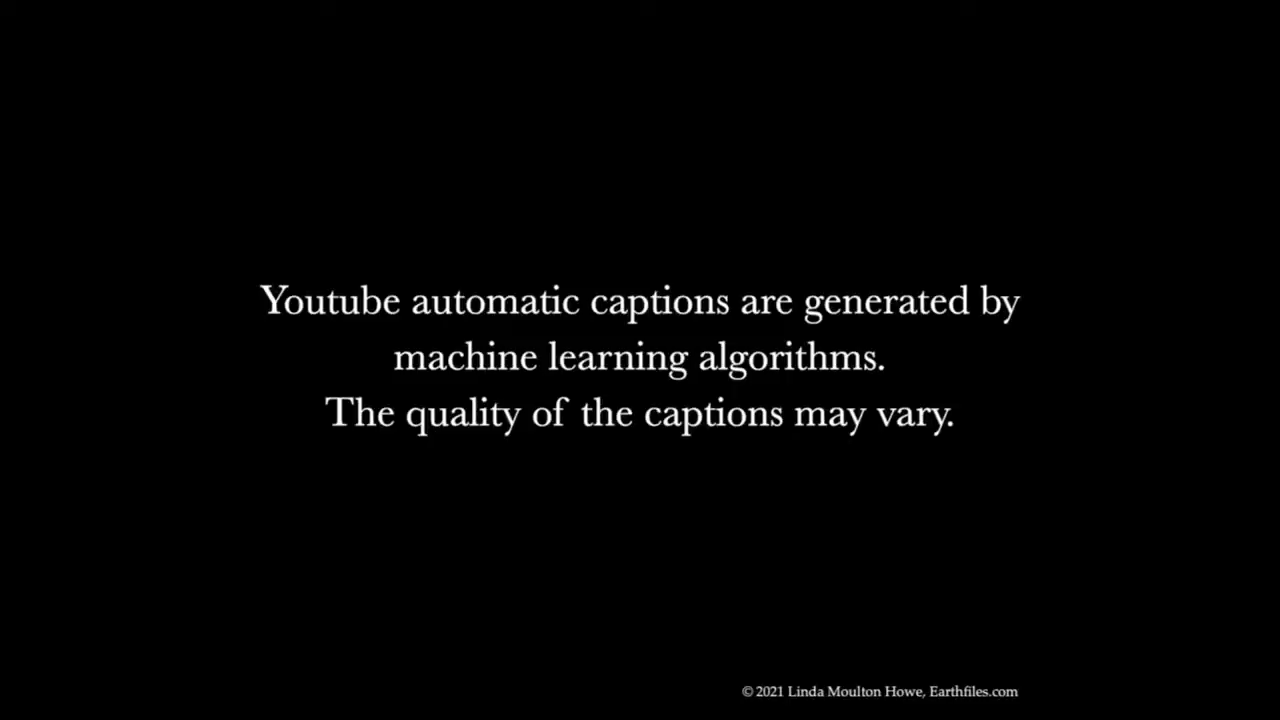 Youtube automatic captions are generated by
machine learning algorithms.
The quality of the captions may vary.
© 2021 Linda Moulton Howe, Earthfiles.com